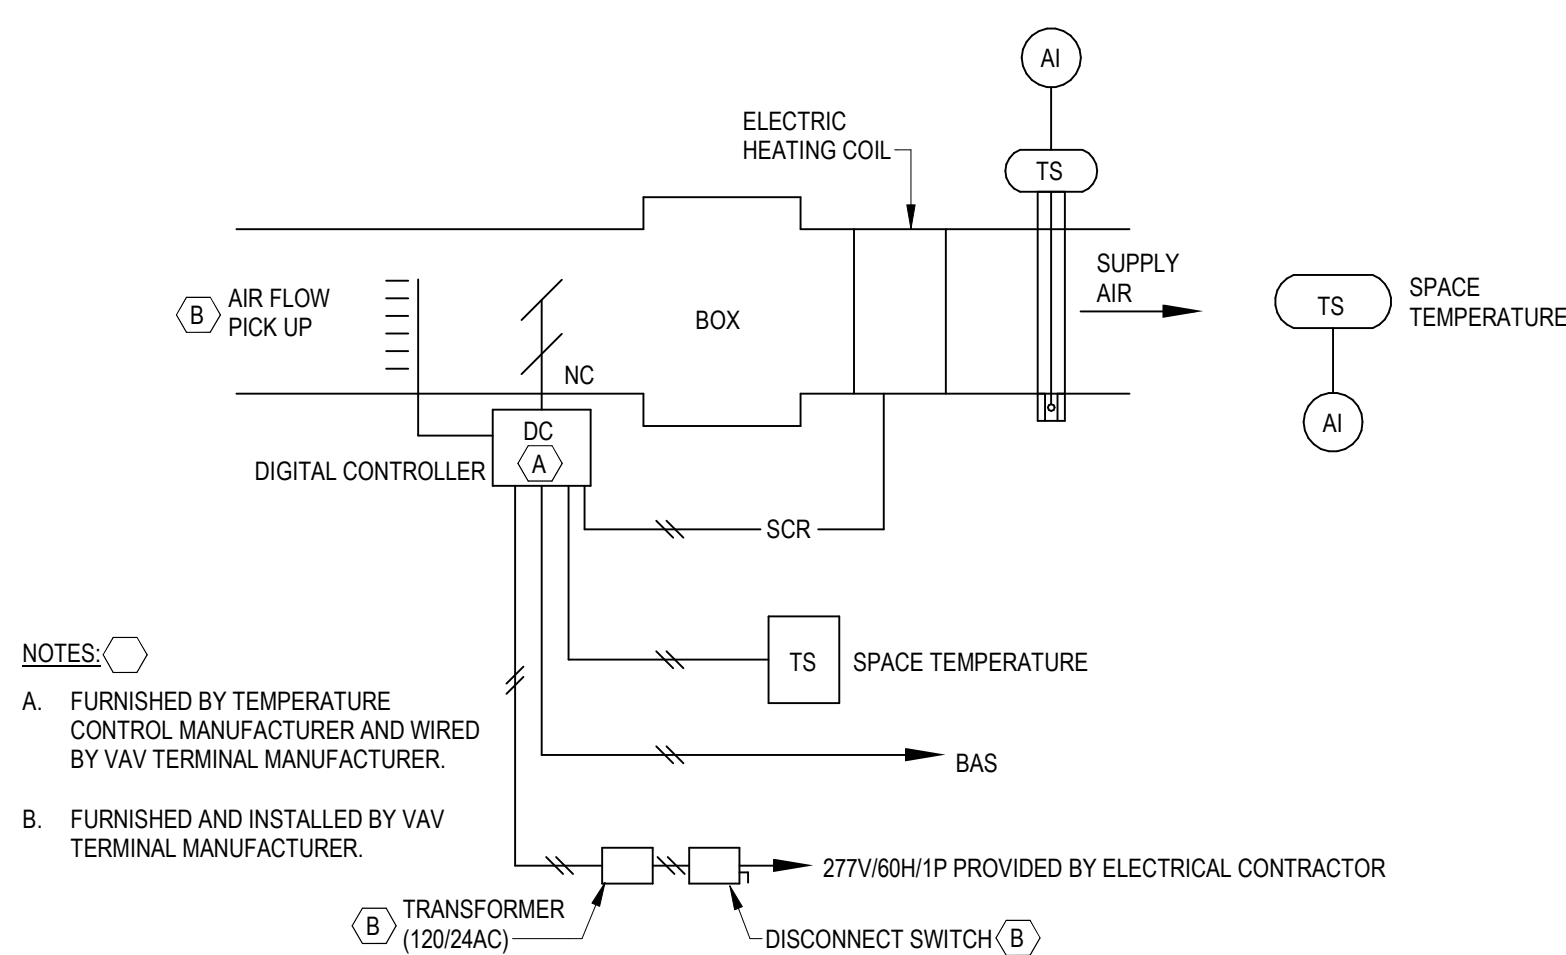 AI
ELECTRIC
HEATING COIL
TS
SUPPLY
AIR
B
AIR FLOW
PICK UP
BOX
TS
SPACE
TEMPERATURE
NC
AI
DC
A
DIGITAL CONTROLLER
SCR
NOTES:
TS
SPACE TEMPERATURE
A. FURNISHED BY TEMPERATURE
CONTROL MANUFACTURER AND WIRED
BY VAV TERMINAL MANUFACTURER.
BAS
B. FURNISHED AND INSTALLED BY VAV
TERMINAL MANUFACTURER.
277V/60H/1P PROVIDED BY ELECTRICAL CONTRACTOR
B
TRANSFORMER
(120/24AC)
DISCONNECT SWITCH
B